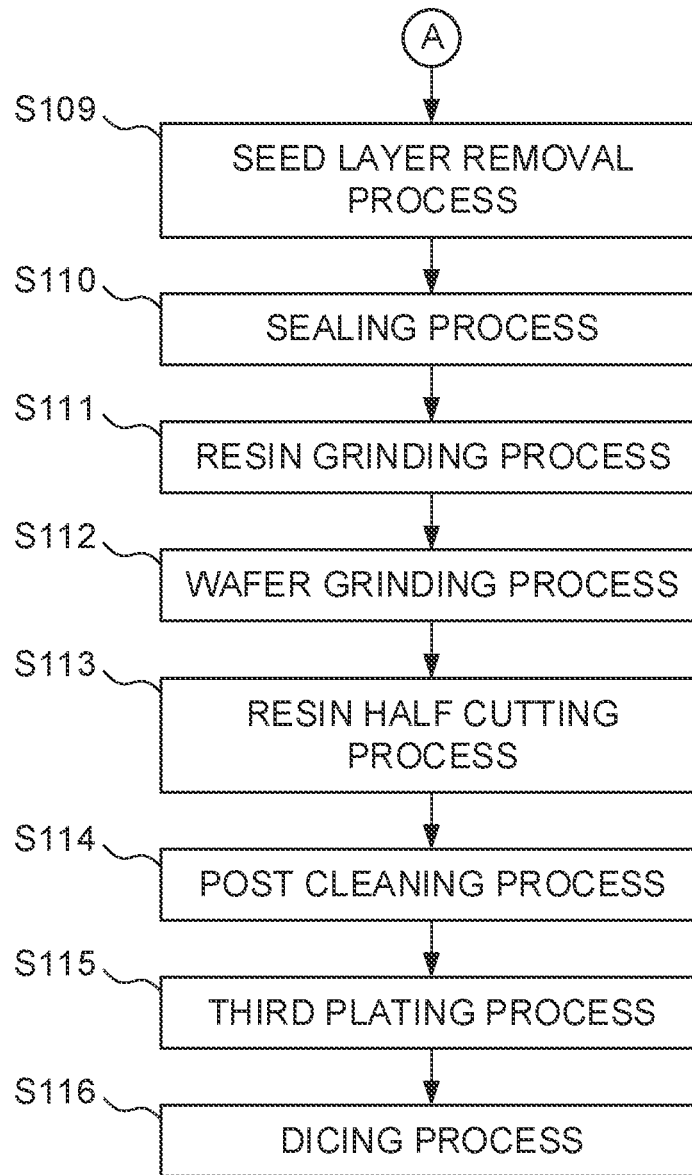 A
S109
SEED LAYER REMOVAL
PROCESS
S110
SEALING PROCESS
S111
RESIN GRINDING PROCESS
S112
WAFER GRINDING PROCESS
S113
RESIN HALF CUTTING
PROCESS
S114
POST CLEANING PROCESS
S115
THIRD PLATING PROCESS
S116
DICING PROCESS